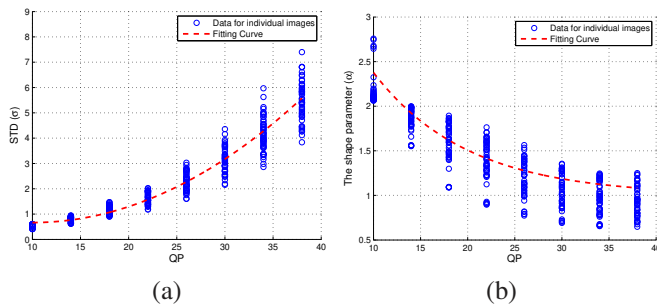 Data for individual images
Fitting Curve
9
8
7
6
5
4
3
2
1
0
STD (σ)
10 15 20 25 30 35 40
QP
(a)
Data for individual images
Fitting Curve
3
2.5
2
1.5
1
0.5
The shape parameter (α)
10 15 20 25 30 35 40
QP
(b)